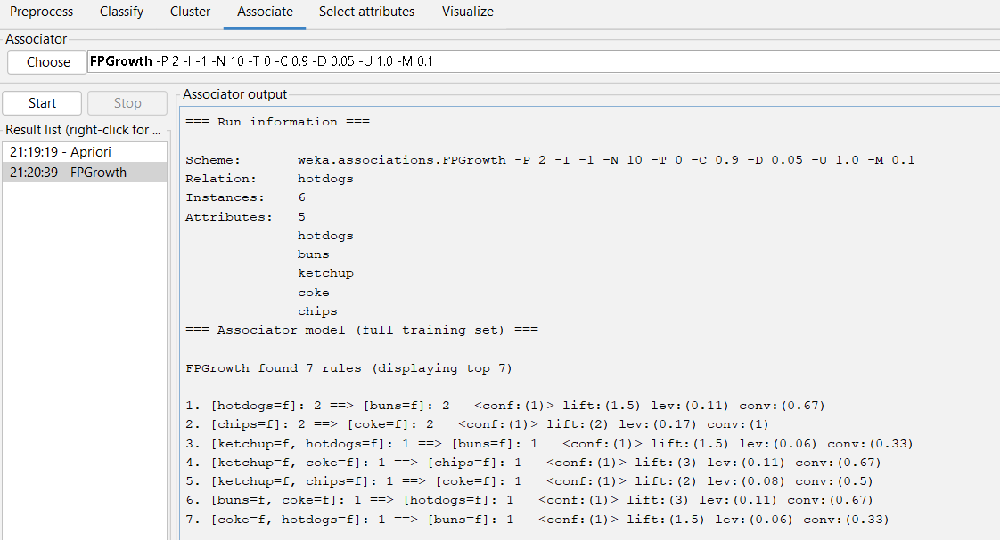 Preprocess Classify Cluster Associate Select attributes Visualize
Associator
Choose FPGrowth -P 2 -I -1 -N 10 -T 0 -C 0.9 -D 0.05 -U 1.0 -M 0.1
Start Stop
Result list (right-click for ...
21:19:19 - Apriori
21:20:39 - FPGrowth
Associator output
=== Run information ===
Scheme: weka.associations.FPGrowth -P 2 -I -1 -N 10 -T 0 -C 0.9 -D 0.05 -U 1.0 -M 0.1
Relation: hotdogs
Instances: 6
Attributes: 5
hotdogs
buns
ketchup
coke
chips
=== Associator model (full training set) ===
FPGrowth found 7 rules (displaying top 7)
1. [hotdogs=f]: 2 ==> [buns=f]: 2 <conf:(1)> lift:(1.5) lev:(0.11) conv:(0.67)
2. [chips=f]: 2 ==> [coke=f]: 2 <conf:(1)> lift:(2) lev:(0.17) conv:(1)
3. [ketchup=f, hotdogs=f]: 1 ==> [buns=f]: 1 <conf:(1)> lift:(1.5) lev:(0.06) conv:(0.33)
4. [ketchup=f, coke=f]: 1 ==> [chips=f]: 1 <conf:(1)> lift:(3) lev:(0.11) conv:(0.67)
5. [ketchup=f, chips=f]: 1 ==> [coke=f]: 1 <conf:(1)> lift:(2) lev:(0.08) conv:(0.5)
6. [buns=f, coke=f]: 1 ==> [hotdogs=f]: 1 <conf:(1)> lift:(3) lev:(0.11) conv:(0.67)
7. [coke=f, hotdogs=f]: 1 ==> [buns=f]: 1 <conf:(1)> lift:(1.5) lev:(0.06) conv:(0.33)